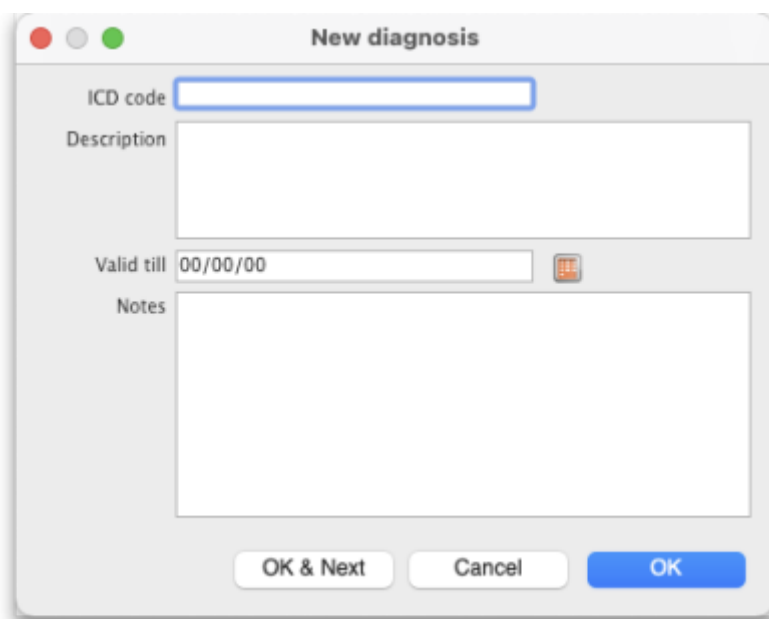 New diagnosis
ICD code
Description
Valid till 00/00/00
Notes
OK & Next Cancel OK